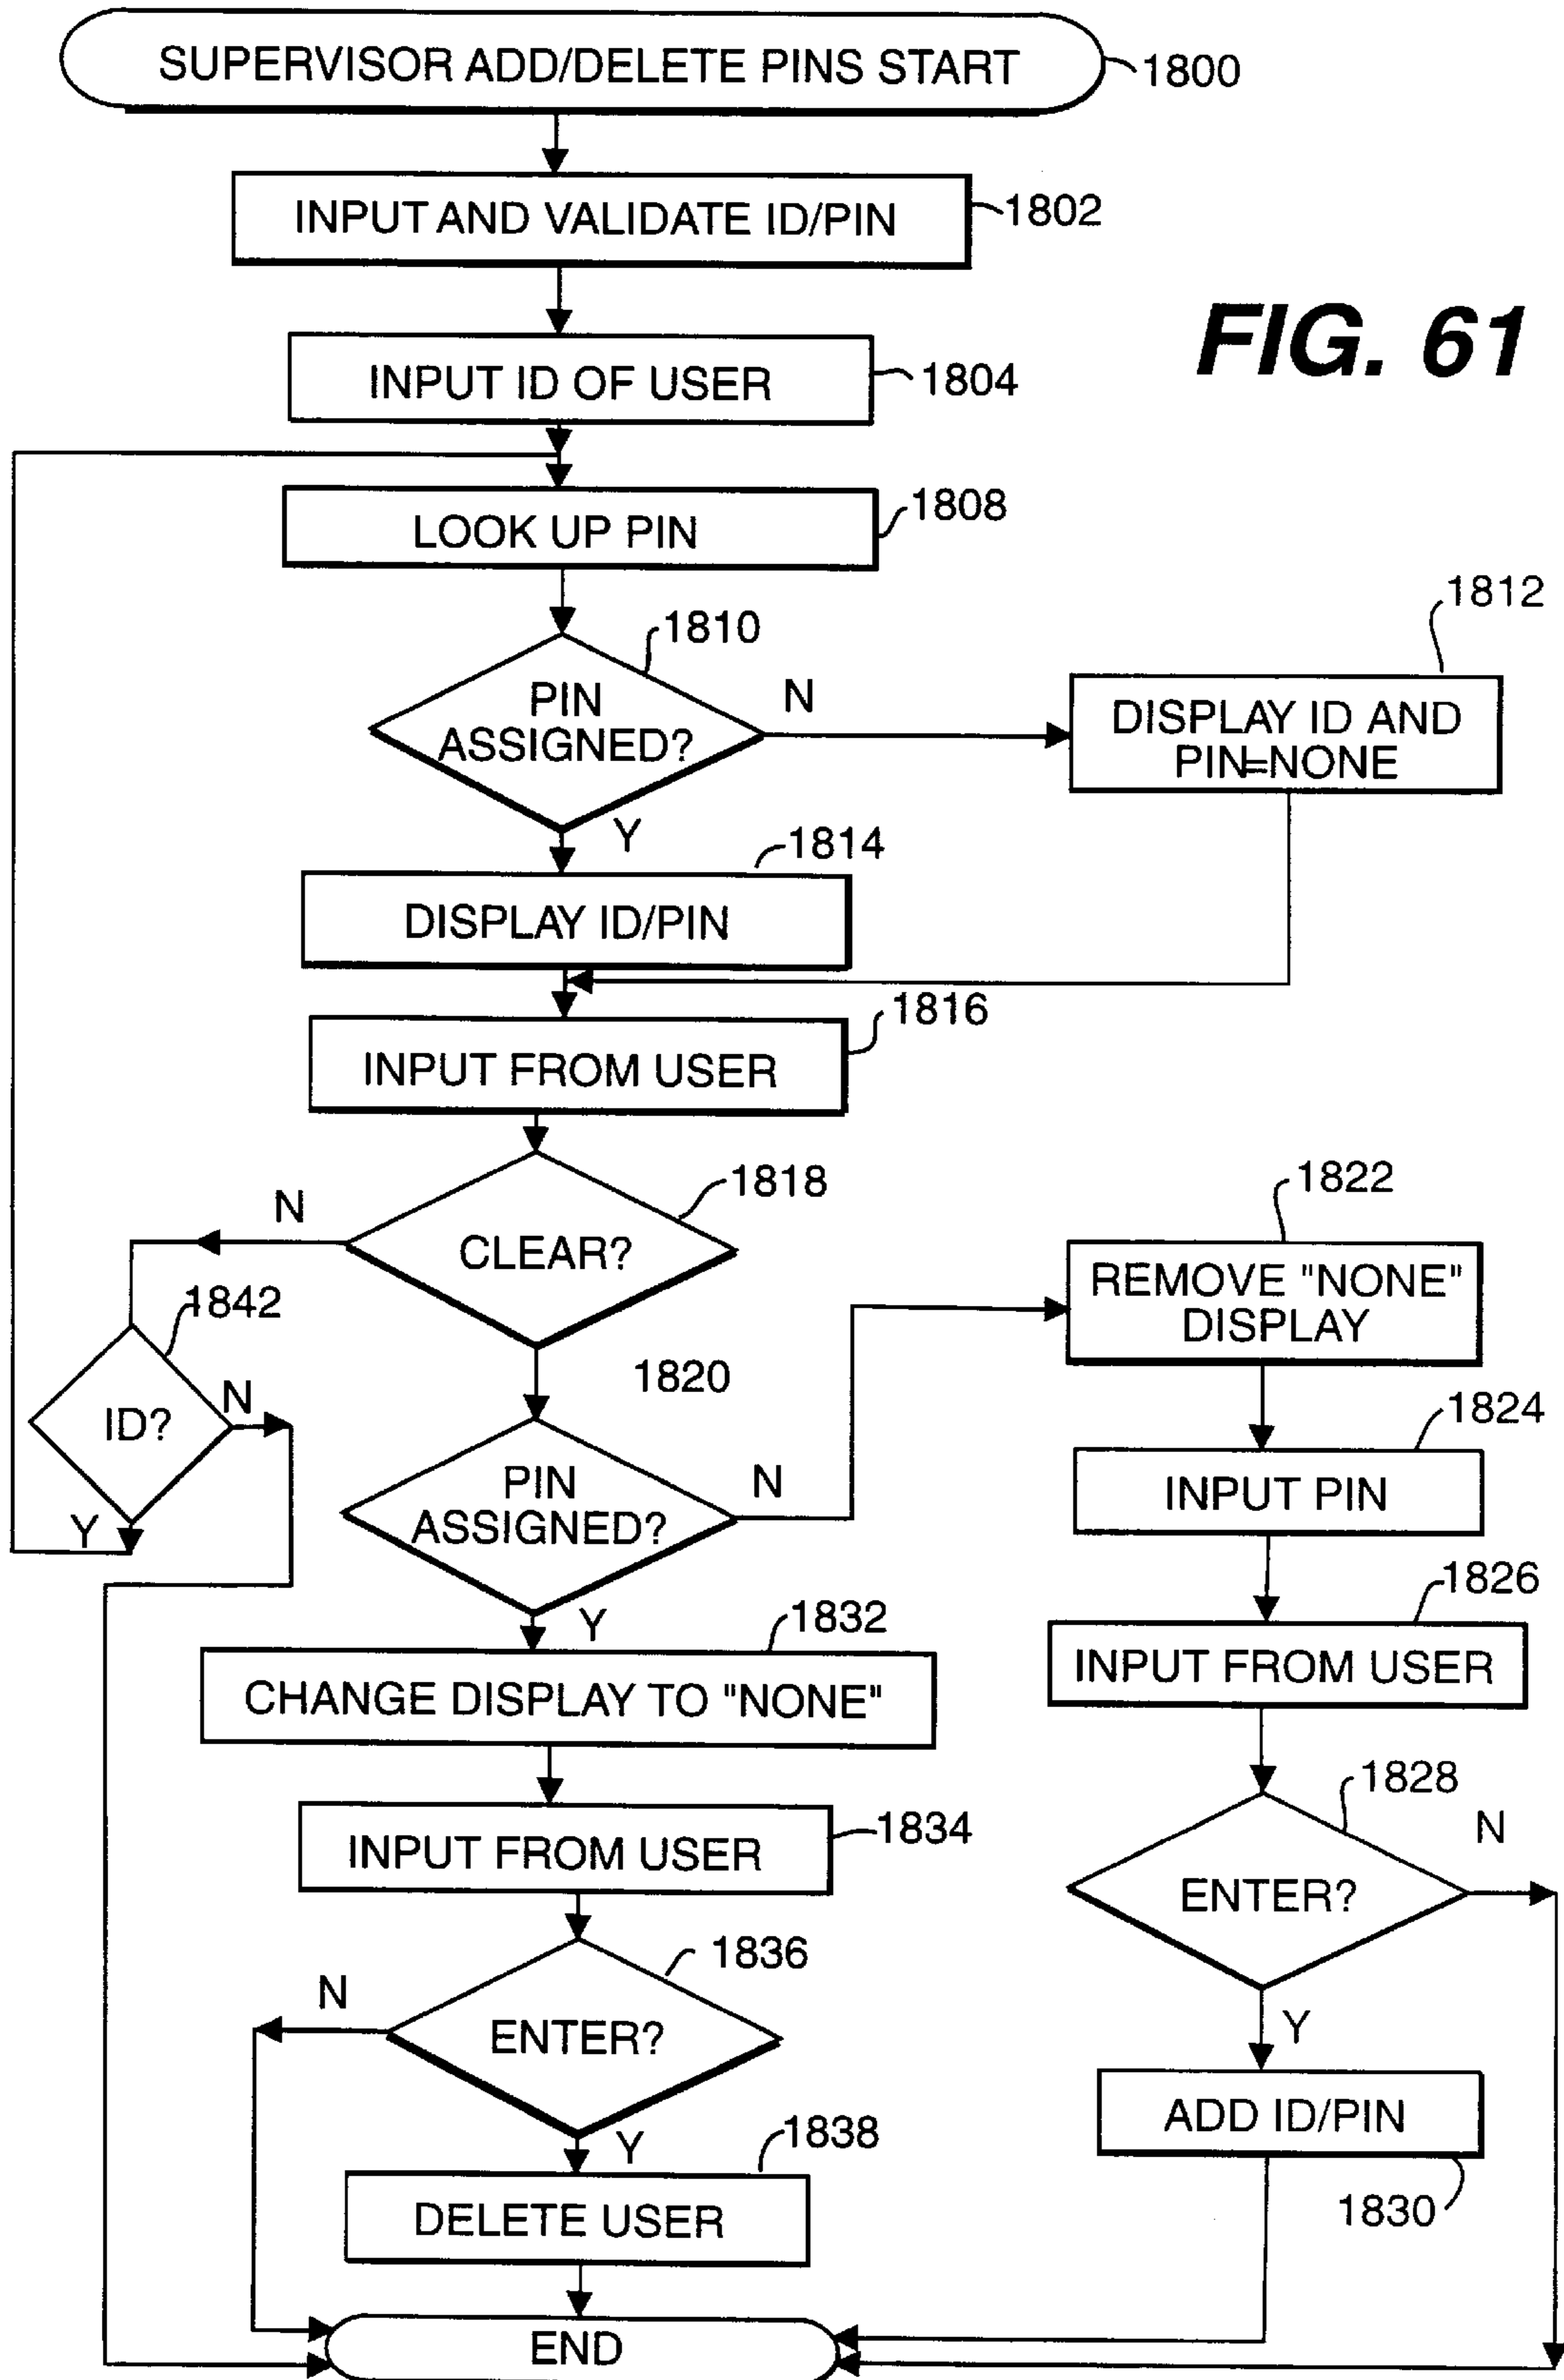 SUPERVISOR ADD/DELETE PINS START
1800
INPUT AND VALIDATE ID/PIN
1802
FIG. 61
INPUT ID OF USER
1804
LOOK UP PIN
1808
1810
PIN
ASSIGNED?
N
Y
1812
DISPLAY ID AND
PIN=NONE
1814
DISPLAY ID/PIN
1816
INPUT FROM USER
1818
CLEAR?
N
1842
ID?
N
Y
1820
PIN
ASSIGNED?
N
Y
1822
REMOVE "NONE"
DISPLAY
1824
INPUT PIN
1826
INPUT FROM USER
1828
ENTER?
N
Y
ADD ID/PIN
1830
1832
CHANGE DISPLAY TO "NONE"
1834
INPUT FROM USER
1836
ENTER?
N
Y
1838
DELETE USER
END